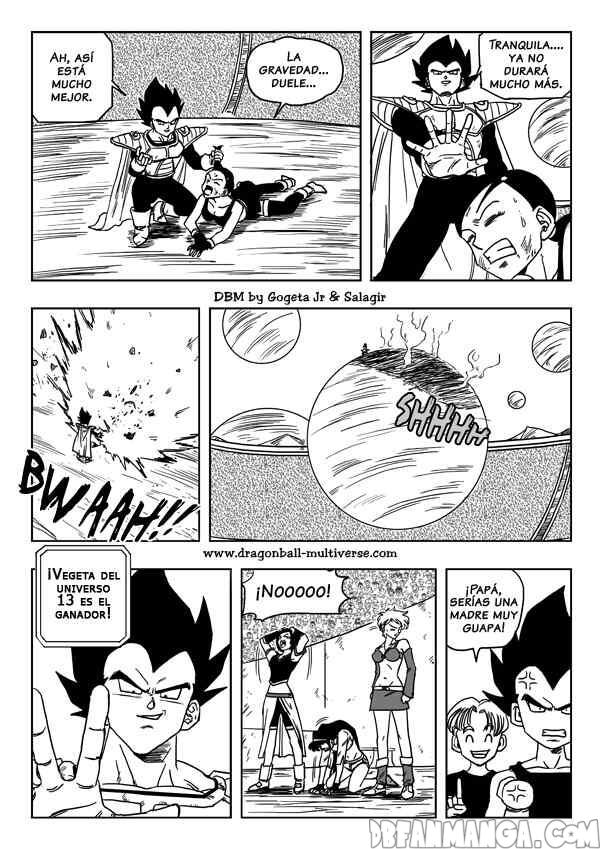 Ah, así
está
mucho
mejor.
La
gravedad...
duele...
Tranquila....
ya no
durará
mucho más.
DBM by Gogeta Jr & Salagir
BWAAH!!
SHHHH
www.dragonball-multiverse.com
¡Vegeta del
universo
13 es el
ganador!
¡Nooooo!
¡Papá,
serías una
madre muy
guapa!
DBFANMANGA.COM